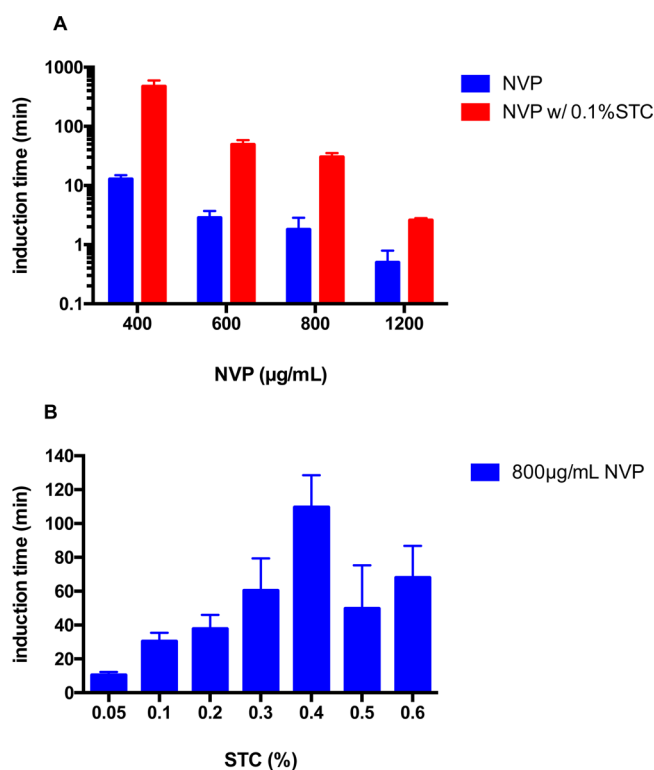 A
1000
100
10
1
0.1
induction time (min)
400 600 800 1200
NVP (µg/mL)
NVP
NVP w/ 0.1%STC
B
140
120
100
80
60
40
20
0
induction time (min)
0.05 0.1 0.2 0.3 0.4 0.5 0.6
STC (%)
800µg/mL NVP